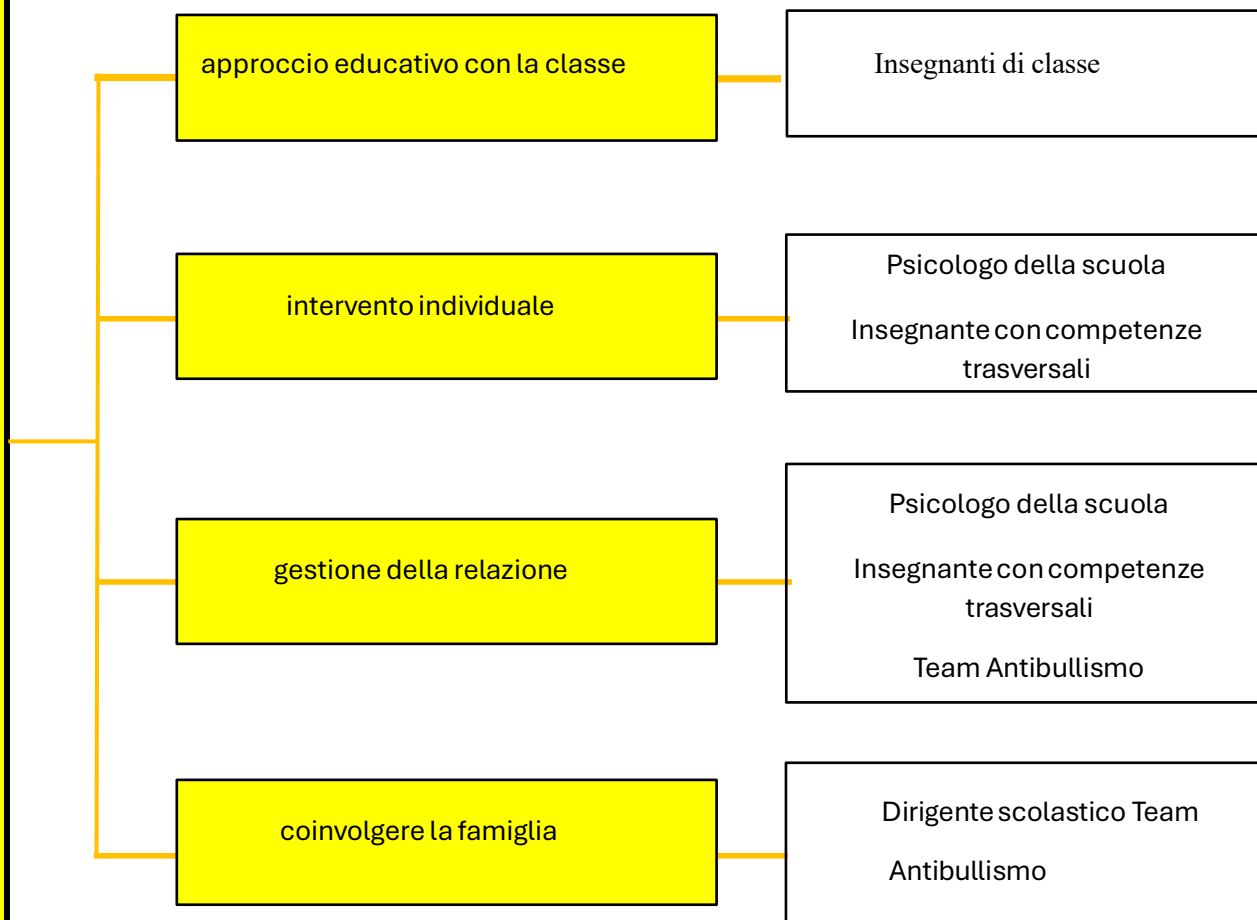 approccio educativo con la classe
Insegnanti di classe
intervento individuale
Psicologo della scuola
Insegnante con competenze
trasversali
gestione della relazione
Psicologo della scuola
Insegnante con competenze
trasversali
Team Antibullismo
coinvolgere la famiglia
Dirigente scolastico Team
Antibullismo